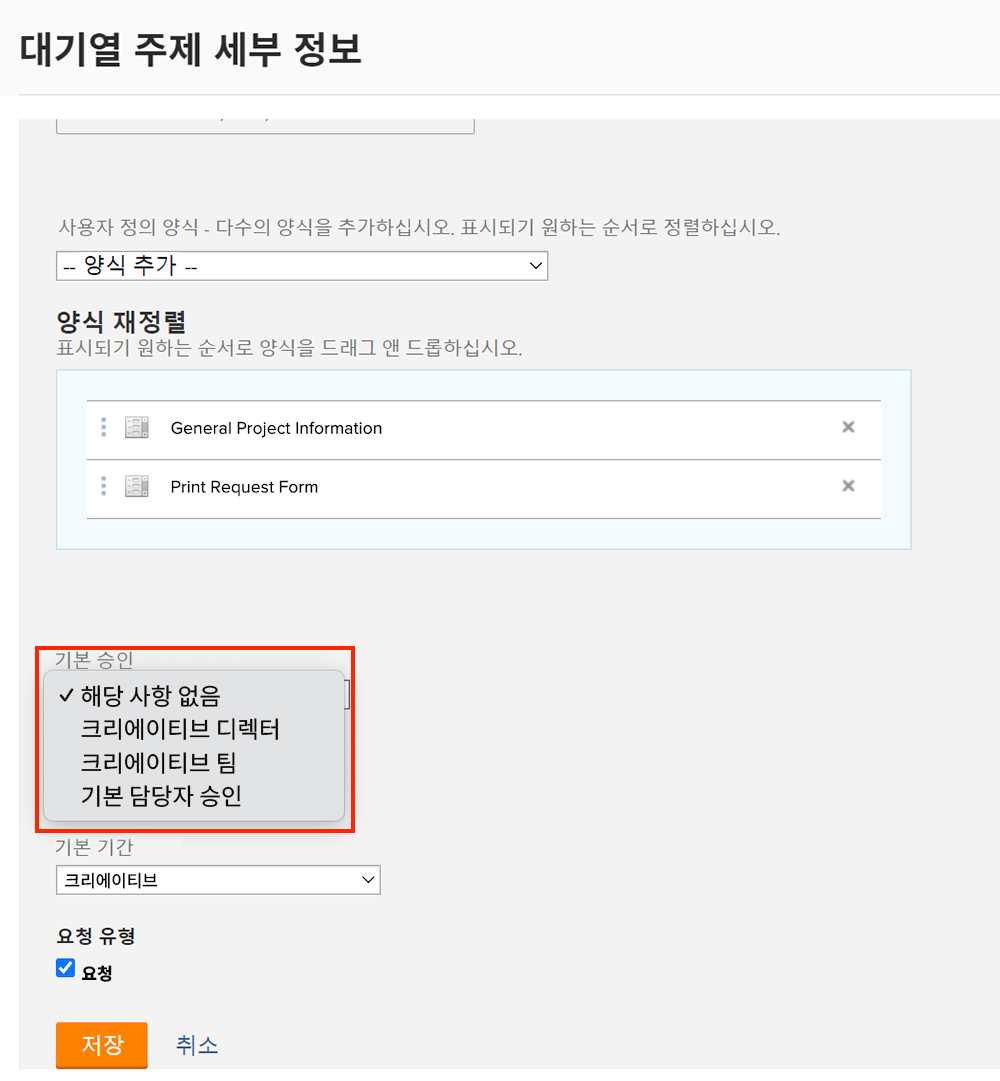 대기열 주제 세부 정보
사용자 정의 양식 - 다수의 양식을 추가하십시오. 표시되기 원하는 순서로 정렬하십시오.
-- 양식 추가 --
양식 재정렬
표시되기 원하는 순서로 양식을 드래그 앤 드롭하십시오.
General Project Information
Print Request Form
기본 승인
✓ 해당 사항 없음
크리에이티브 디렉터
크리에이티브 팀
기본 담당자 승인
기본 기간
크리에이티브
요청 유형
요청
저장 취소